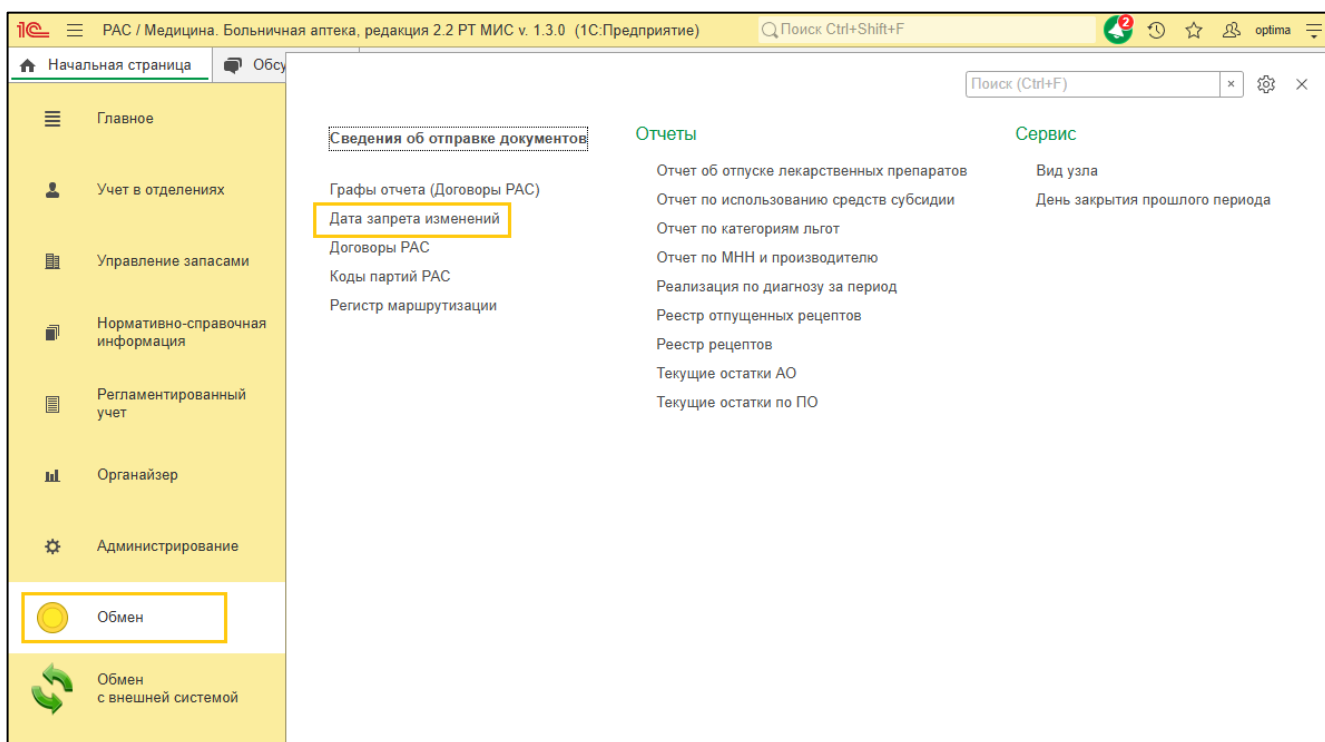 1С РАС / Медицина. Больничная аптека, редакция 2.2 РТ МИС v. 1.3.0 (1С:Предприятие) Поиск Ctrl+Shift+F 2 optima
Начальная страница Обсу
Поиск (Ctrl+F) ×
Главное
Учет в отделениях
Управление запасами
Нормативно-справочная
информация
Регламентированный
учет
Органайзер
Администрирование
Обмен
Обмен
с внешней системой
Сведения об отправке документов
Графы отчета (Договоры РАС)
Дата запрета изменений
Договоры РАС
Коды партий РАС
Регистр маршрутизации
Отчеты
Отчет об отпуске лекарственных препаратов
Отчет по использованию средств субсидии
Отчет по категориям льгот
Отчет по МНН и производителю
Реализация по диагнозу за период
Реестр отпущенных рецептов
Реестр рецептов
Текущие остатки АО
Текущие остатки по ПО
Сервис
Вид узла
День закрытия прошлого периода